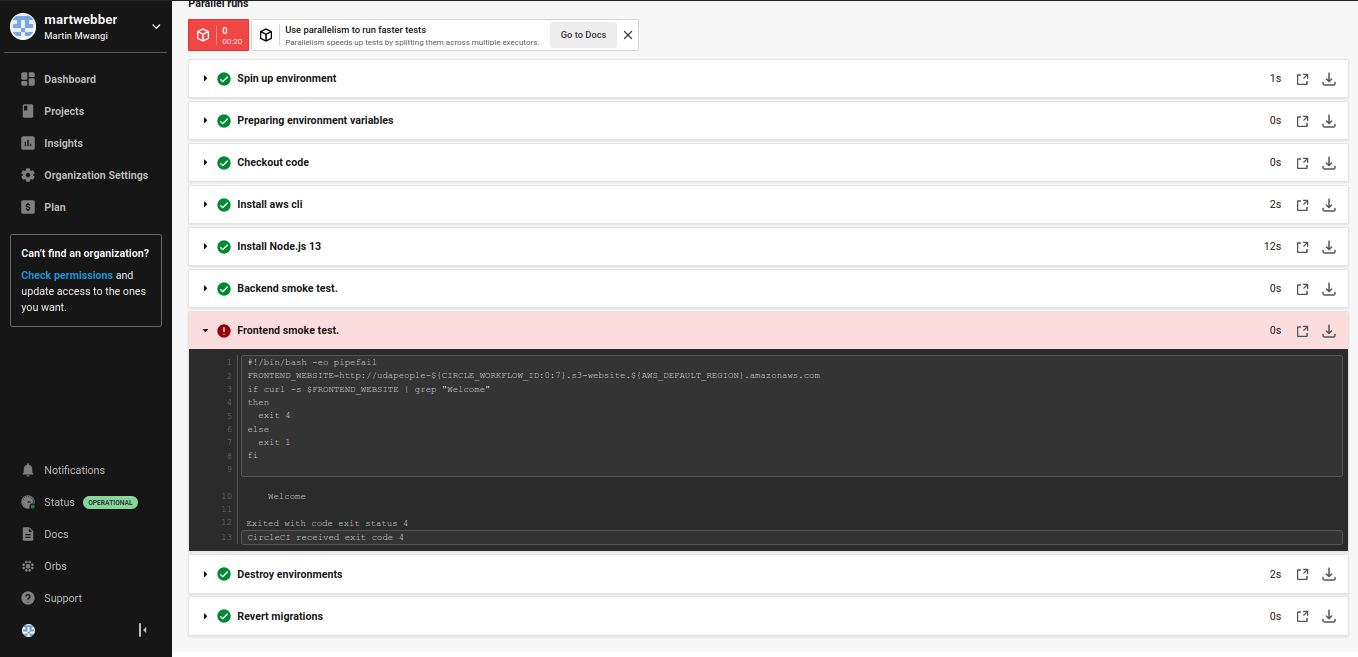 martwebber
Martin Mwangi
Dashboard
Projects
Insights
Organization Settings
Plan
Can't find an organization?
Check permissions and
update access to the ones
you want.
Notifications
Status OPERATIONAL
Docs
Orbs
Support
Parallel runs
0
00:20
Use parallelism to run faster tests
Parallelism speeds up tests by splitting them across multiple executors.
Go to Docs
Spin up environment 1s
Preparing environment variables 0s
Checkout code 0s
Install aws cli 2s
Install Node.js 13 12s
Backend smoke test. 0s
Frontend smoke test. 0s
1 #!/bin/bash -eo pipefail
2 FRONTEND_WEBSITE=http://udapeople-${CIRCLE_WORKFLOW_ID:0:7}.s3-website.${AWS_DEFAULT_REGION}.amazonaws.com
3 if curl -s $FRONTEND_WEBSITE | grep "Welcome"
4 then
5 exit 4
6 else
7 exit 1
8 fi
9
10 Welcome
11
12 Exited with code exit status 4
13 CircleCI received exit code 4
Destroy environments 2s
Revert migrations 0s